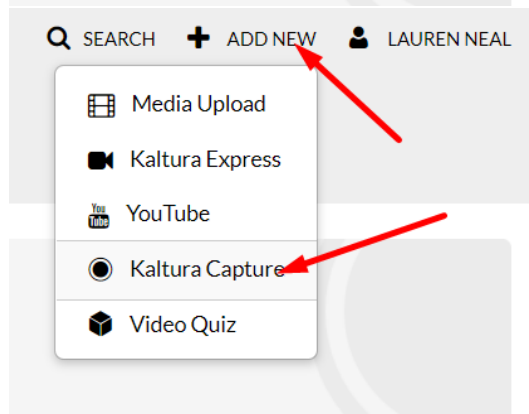 SEARCH ADD NEW LAUREN NEAL
Media Upload
Kaltura Express
You
Tube
YouTube
Kaltura Capture
Video Quiz